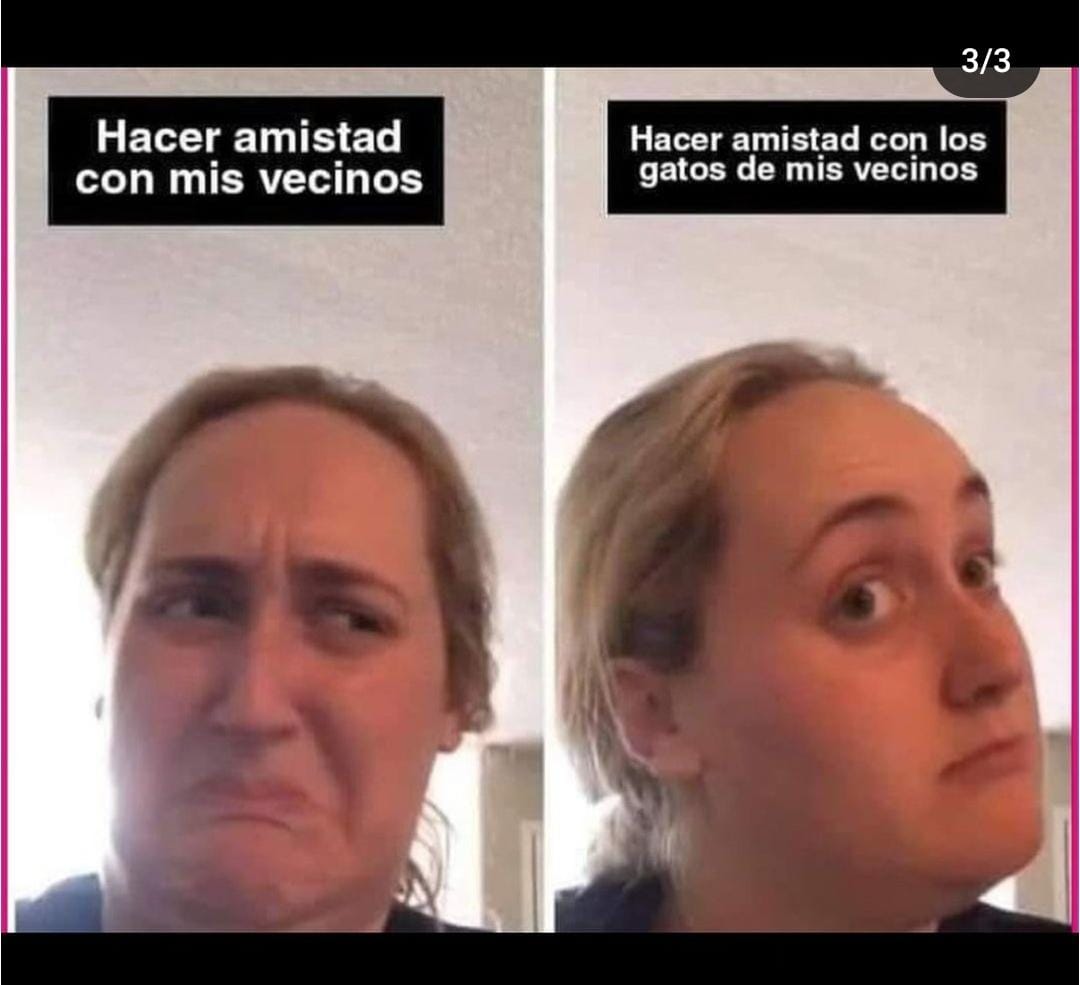 3/3
Hacer amistad
con mis vecinos
Hacer amistad con los
gatos de mis vecinos